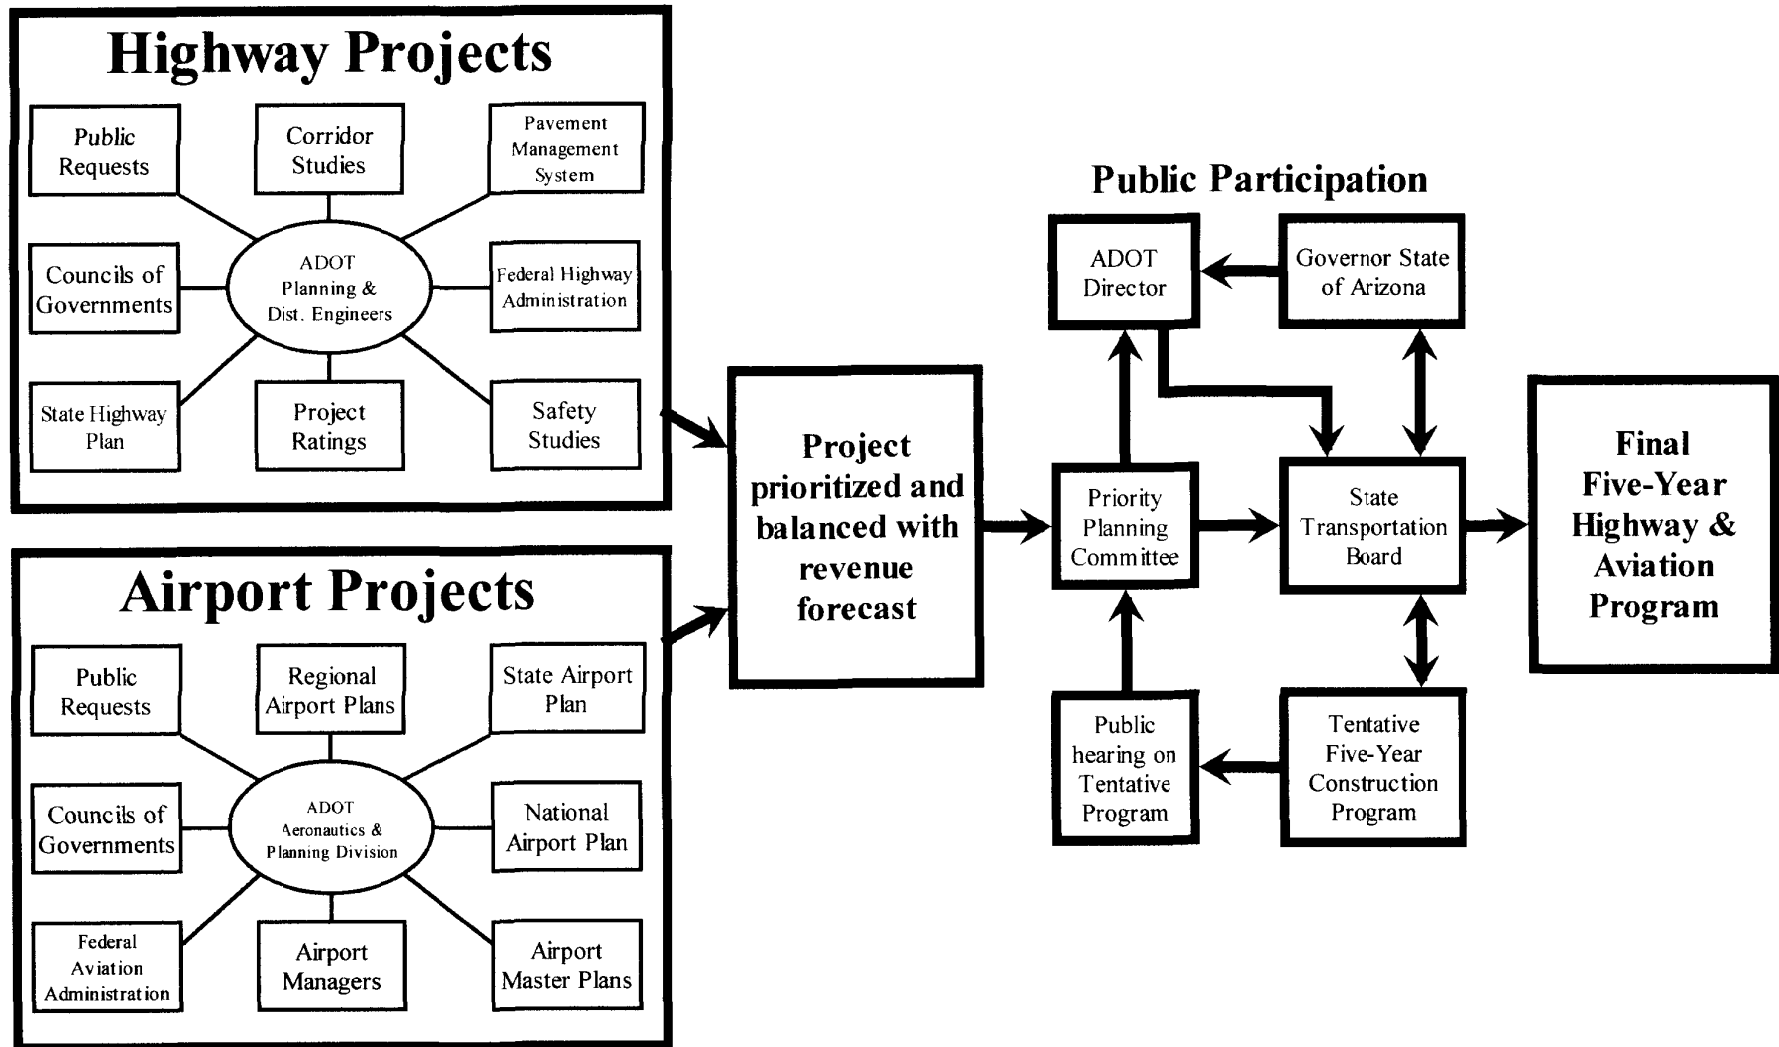 Highway Projects
Public
Requests
Corridor
Studies
Pavement
Management
System
Councils of
Governments
ADOT
Planning &
Dist. Engineers
Federal Highway
Administration
State Highway
Plan
Project
Ratings
Safety
Studies
Airport Projects
Public
Requests
Regional
Airport Plans
State Airport
Plan
Councils of
Governments
ADOT
Aeronautics &
Planning Division
National
Airport Plan
Federal
Aviation
Administration
Airport
Managers
Airport
Master Plans
Project
prioritized and
balanced with
revenue
forecast
Public Participation
ADOT
Director
Governor State
of Arizona
Priority
Planning
Committee
State
Transportation
Board
Public
hearing on
Tentative
Program
Tentative
Five-Year
Construction
Program
Final
Five-Year
Highway &
Aviation
Program